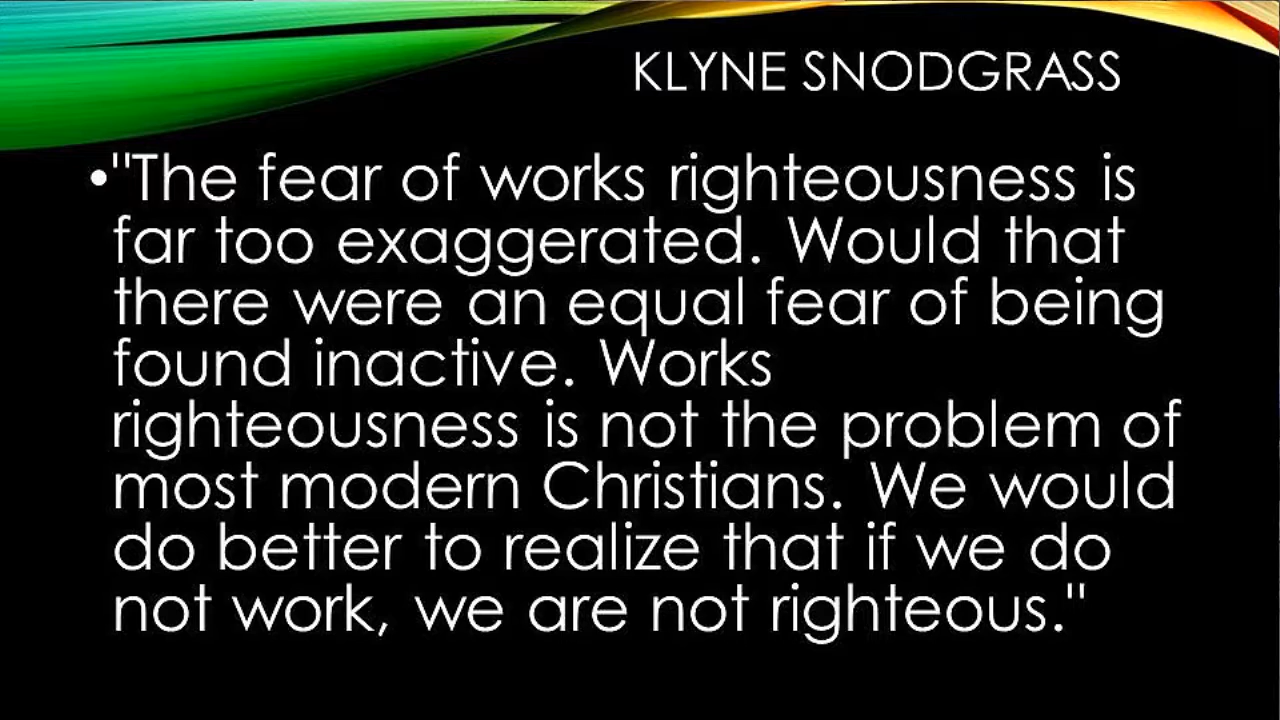 KLYNE SNODGRASS
•"The fear of works righteousness is
far too exaggerated. Would that
there were an equal fear of being
found inactive. Works
righteousness is not the problem of
most modern Christians. We would
do better to realize that if we do
not work, we are not righteous."